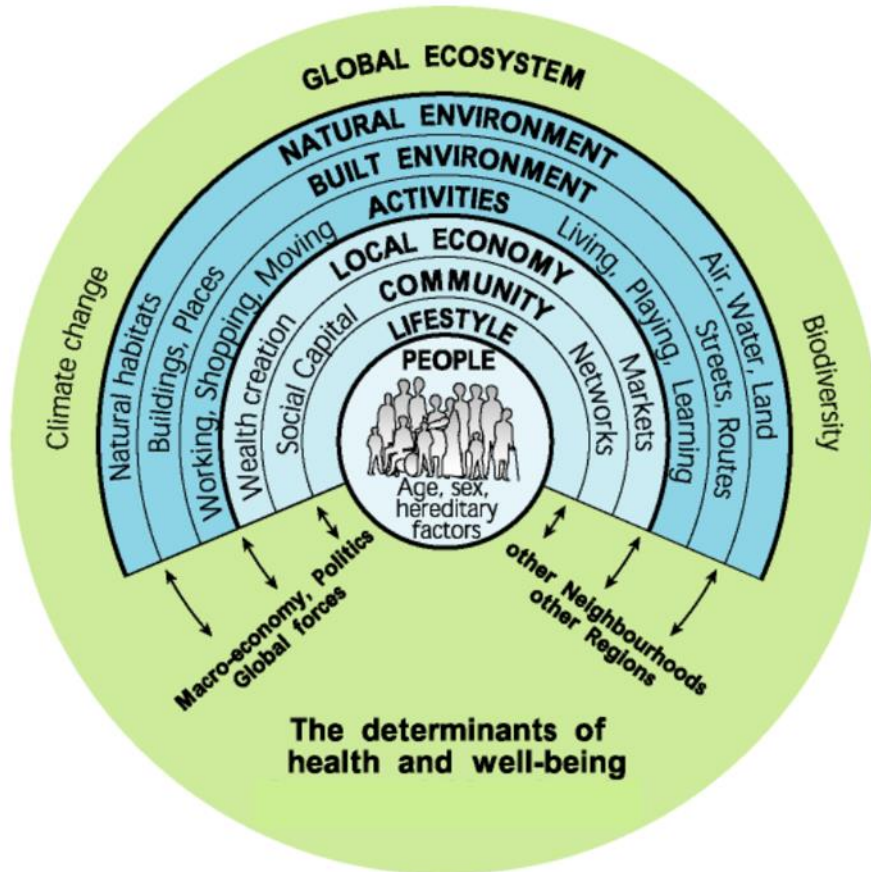 GLOBAL ECOSYSTEM
NATURAL ENVIRONMENT
BUILT ENVIRONMENT
ACTIVITIES
LOCAL ECONOMY
COMMUNITY
LIFESTYLE
PEOPLE
Age, sex,
hereditary
factors
Climate change
Natural habitats
Buildings, Places
Working, Shopping, Moving
Wealth creation
Social Capital
Living, Playing, Learning
Air, Water, Land
Streets, Routes
Markets
Networks
Biodiversity
Macro-economy, Politics
Global forces
other Neighbourhoods
other Regions
The determinants of
health and well-being